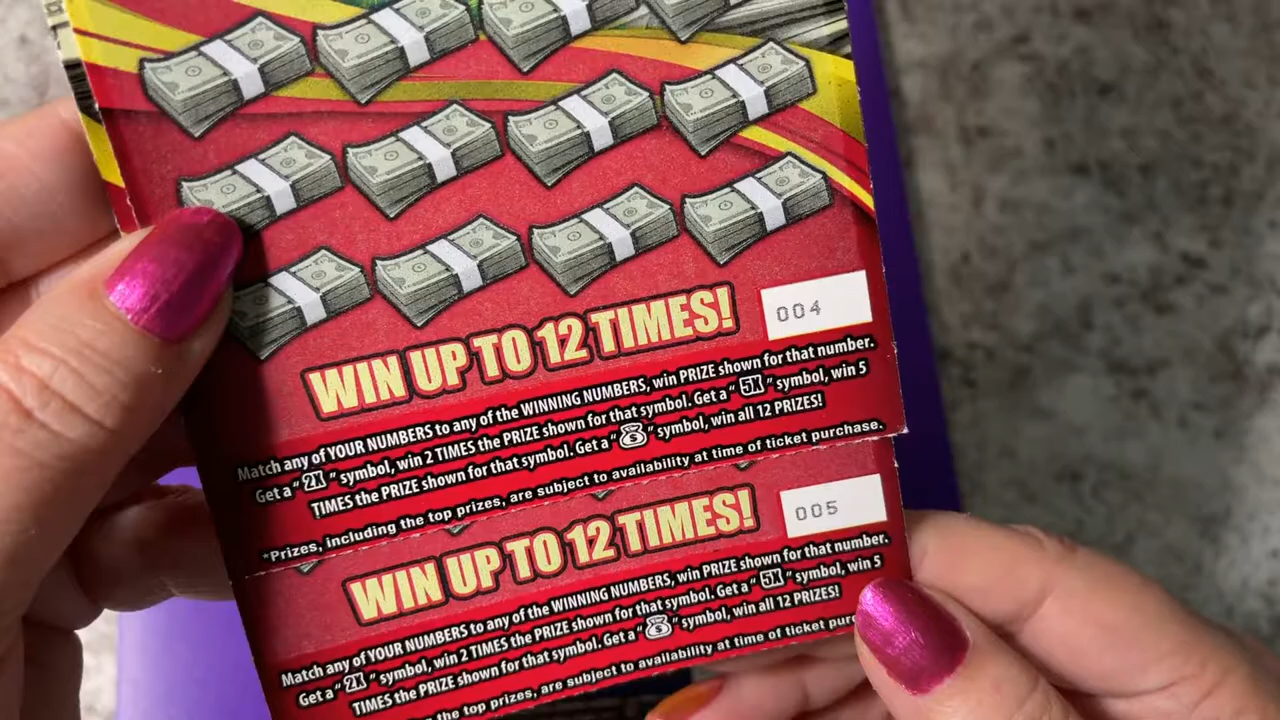 WIN UP TO 12 TIMES!
004
Match any of YOUR NUMBERS to any of the WINNING NUMBERS, win PRIZE shown for that number.
Get a "2X" symbol, win 2 TIMES the PRIZE shown for that symbol. Get a "5X" symbol, win 5
TIMES the PRIZE shown for that symbol. Get a "$" symbol, win all 12 PRIZES!
*Prizes, including the top prizes, are subject to availability at time of ticket purchase.
WIN UP TO 12 TIMES!
005
Match any of YOUR NUMBERS to any of the WINNING NUMBERS, win PRIZE shown for that number.
Get a "2X" symbol, win 2 TIMES the PRIZE shown for that symbol. Get a "5X" symbol, win 5
TIMES the PRIZE shown for that symbol. Get a "$" symbol, win all 12 PRIZES!
the top prizes, are subject to availability at time of ticket